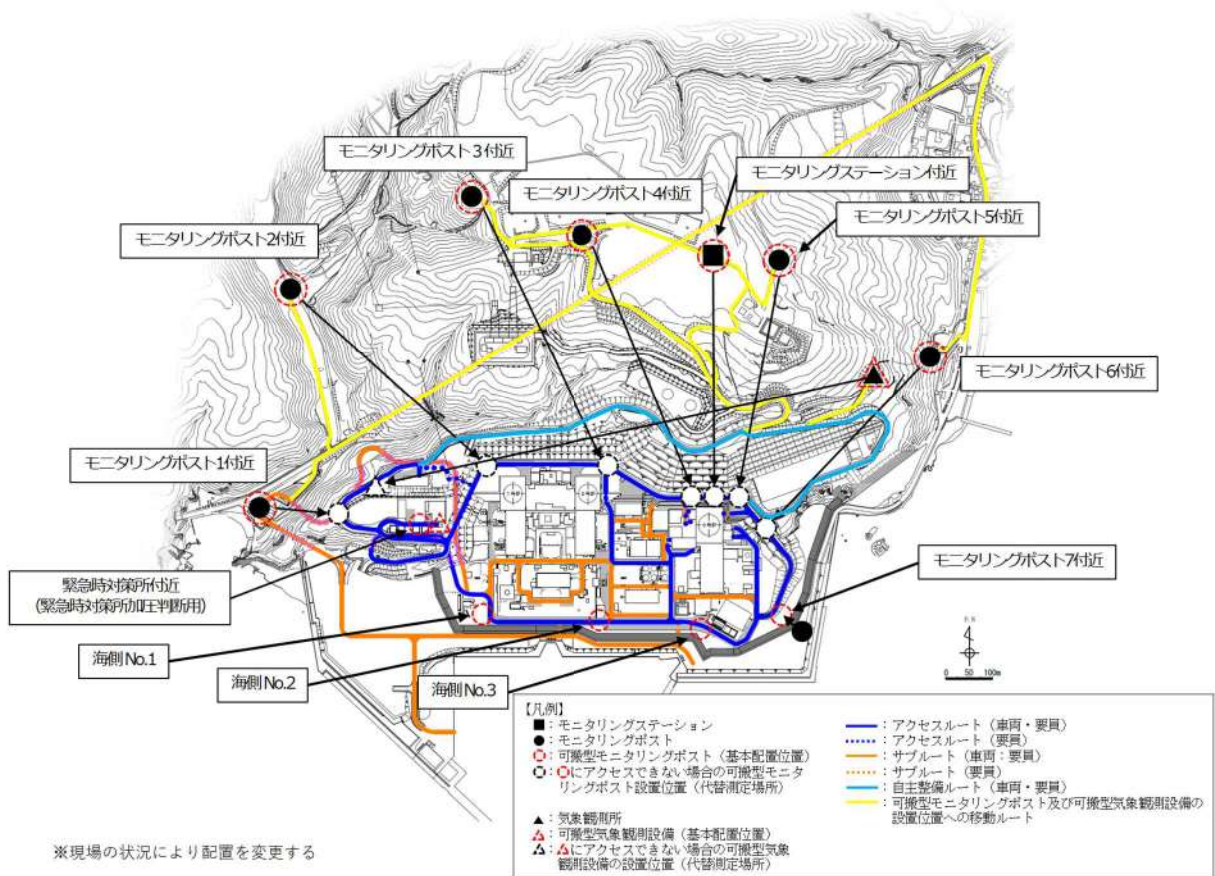 モニタリングポスト3付近
モニタリングステーション付近
モニタリングポスト4付近
モニタリングポスト5付近
モニタリングポスト2付近
モニタリングポスト6付近
モニタリングポスト1付近
モニタリングポスト7付近
緊急時対策所付近
(緊急時対策所加圧判断用)
海側No.1
海側No.2
海側No.3
0 50 100m
【凡例】
■:モニタリングステーション
●:モニタリングポスト
:可搬型モニタリングポスト(基本配置位置)
:にアクセスできない場合の可搬型モニタ
リングポスト設置位置(代替測定場所)
▲:気象観測所
:可搬型気象観測設備(基本配置位置)
:にアクセスできない場合の可搬型気象
観測設備の設置位置(代替測定場所)
:アクセスルート(車両・要員)
:アクセスルート(要員)
:サブルート(車両:要員)
:サブルート(要員)
:自主整備ルート(車両・要員)
:可搬型モニタリングポスト及び可搬型気象観測設備の
設置位置への移動ルート
※現場の状況により配置を変更する